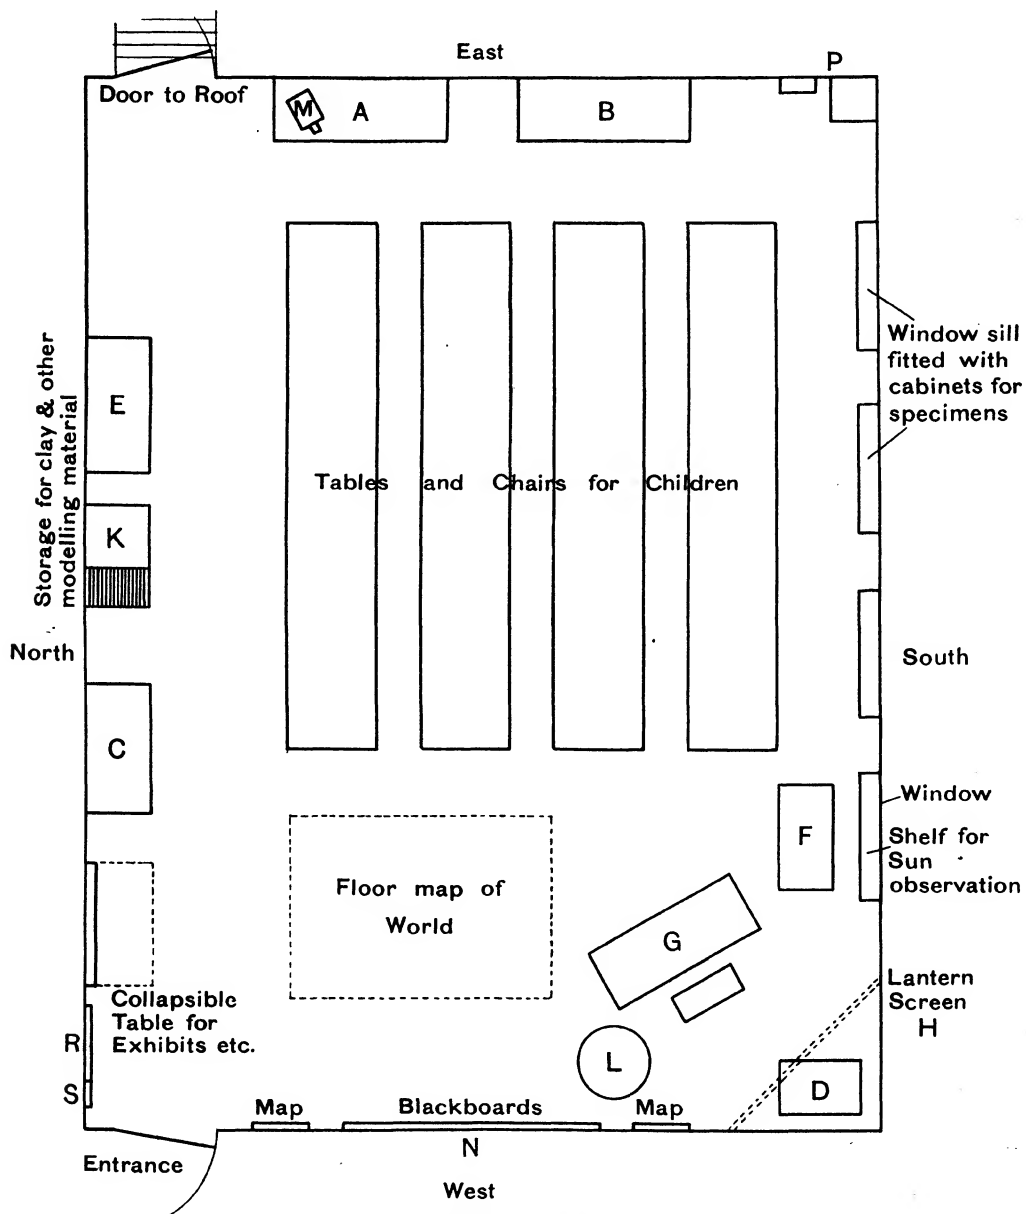 East
P
Door to Roof
M
A
B
Window sill
fitted with
cabinets for
specimens
Storage for clay & other
modelling material
E
Tables and Chairs for Children
K
North
South
C
Window
F
Shelf for
Sun
observation
Floor map of
World
G
Lantern
Screen
H
Collapsible
Table for
Exhibits etc.
R
S
L
D
Map
Blackboards
Map
N
Entrance
West